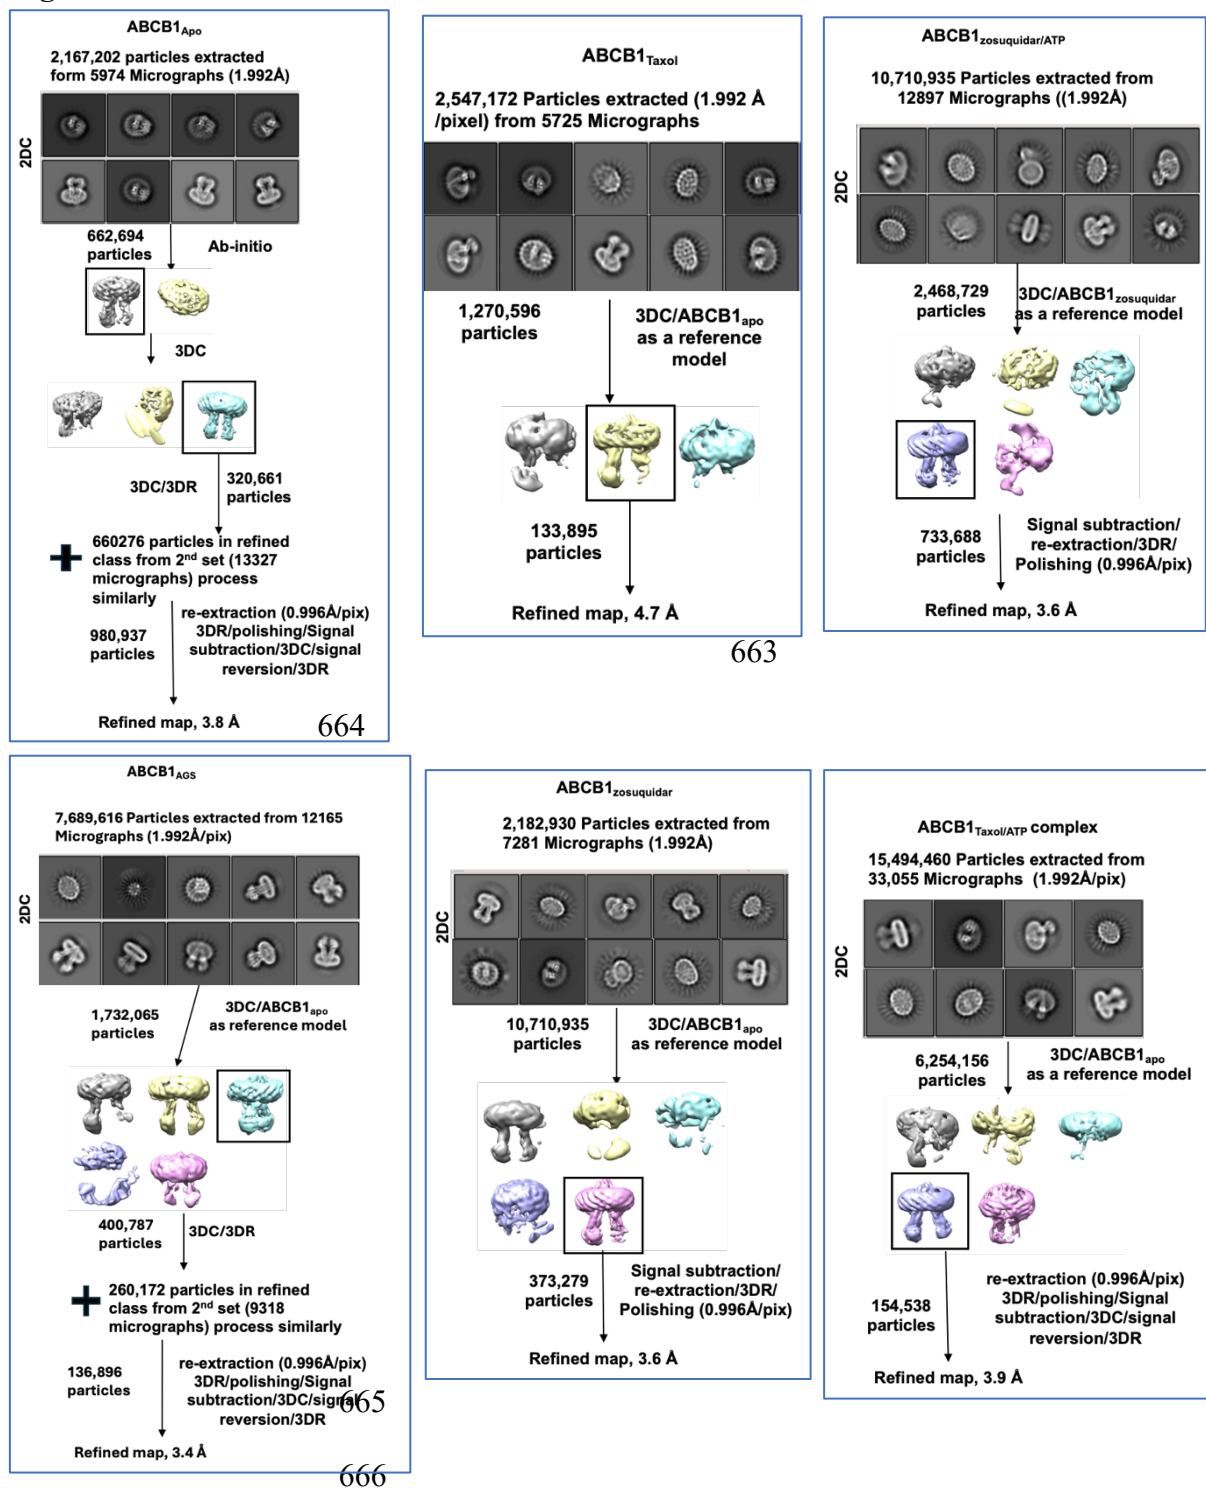 ABCB1Apo
2,167,202 particles extracted
form 5974 Micrographs (1.992Å)
2DC
662,694
particles
Ab-initio
3DC
3DC/3DR
320,661
particles
660276 particles in refined
class from 2nd set (13327
micrographs) process
similarly
980,937
particles
re-extraction (0.996Å/pix)
3DR/polishing/Signal
subtraction/3DC/signal
reversion/3DR
Refined map, 3.8 Å
664
ABCB1Taxol
2,547,172 Particles extracted (1.992 Å
/pixel) from 5725 Micrographs
1,270,596
particles
3DC/ABCB1apo
as a reference
model
133,895
particles
Refined map, 4.7 Å
663
ABCB1zosuquidar/ATP
10,710,935 Particles extracted from
12897 Micrographs ((1.992Å)
2DC
2,468,729
particles
3DC/ABCB1zosuquidar
as a reference model
733,688
particles
Signal subtraction/
re-extraction/3DR/
Polishing (0.996Å/pix)
Refined map, 3.6 Å
ABCB1AGS
7,689,616 Particles extracted from 12165
Micrographs (1.992Å/pix)
2DC
1,732,065
particles
3DC/ABCB1apo
as reference model
400,787
particles
3DC/3DR
260,172 particles in refined
class from 2nd set (9318
micrographs) process similarly
136,896
particles
re-extraction (0.996Å/pix)
3DR/polishing/Signal
subtraction/3DC/signal
reversion/3DR
665
Refined map, 3.4 Å
666
ABCB1zosuquidar
2,182,930 Particles extracted from
7281 Micrographs (1.992Å)
2DC
10,710,935
particles
3DC/ABCB1apo
as reference model
373,279
particles
Signal subtraction/
re-extraction/3DR/
Polishing (0.996Å/pix)
Refined map, 3.6 Å
ABCB1Taxol/ATP complex
15,494,460 Particles extracted from
33,055 Micrographs (1.992Å/pix)
2DC
6,254,156
particles
3DC/ABCB1apo
as a reference model
154,538
particles
re-extraction (0.996Å/pix)
3DR/polishing/Signal
subtraction/3DC/signal
reversion/3DR
Refined map, 3.9 Å